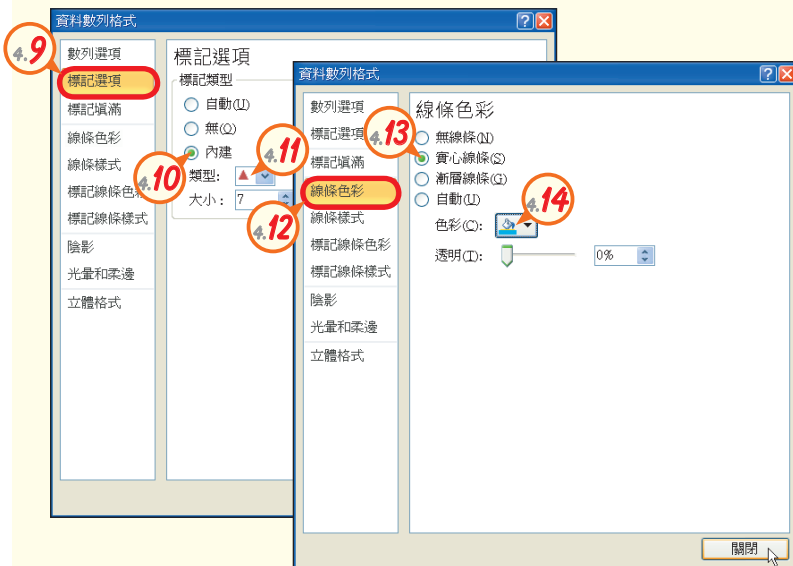 資料數列格式
4.9
數列選項
標記選項
標記填滿
線條色彩
線條樣式
標記線條色彩
標記線條樣式
陰影
光暈和柔邊
立體格式
標記選項
標記類型
自動(U)
無(O)
4.10
內建
4.11
類型:
大小: 7
資料數列格式
數列選項
標記選項
標記填滿
4.12
線條色彩
線條樣式
標記線條色彩
標記線條樣式
陰影
光暈和柔邊
立體格式
線條色彩
4.13
無線條(N)
實心線條(S)
漸層線條(G)
自動(U)
4.14
色彩(C):
透明(T): 0%
關閉